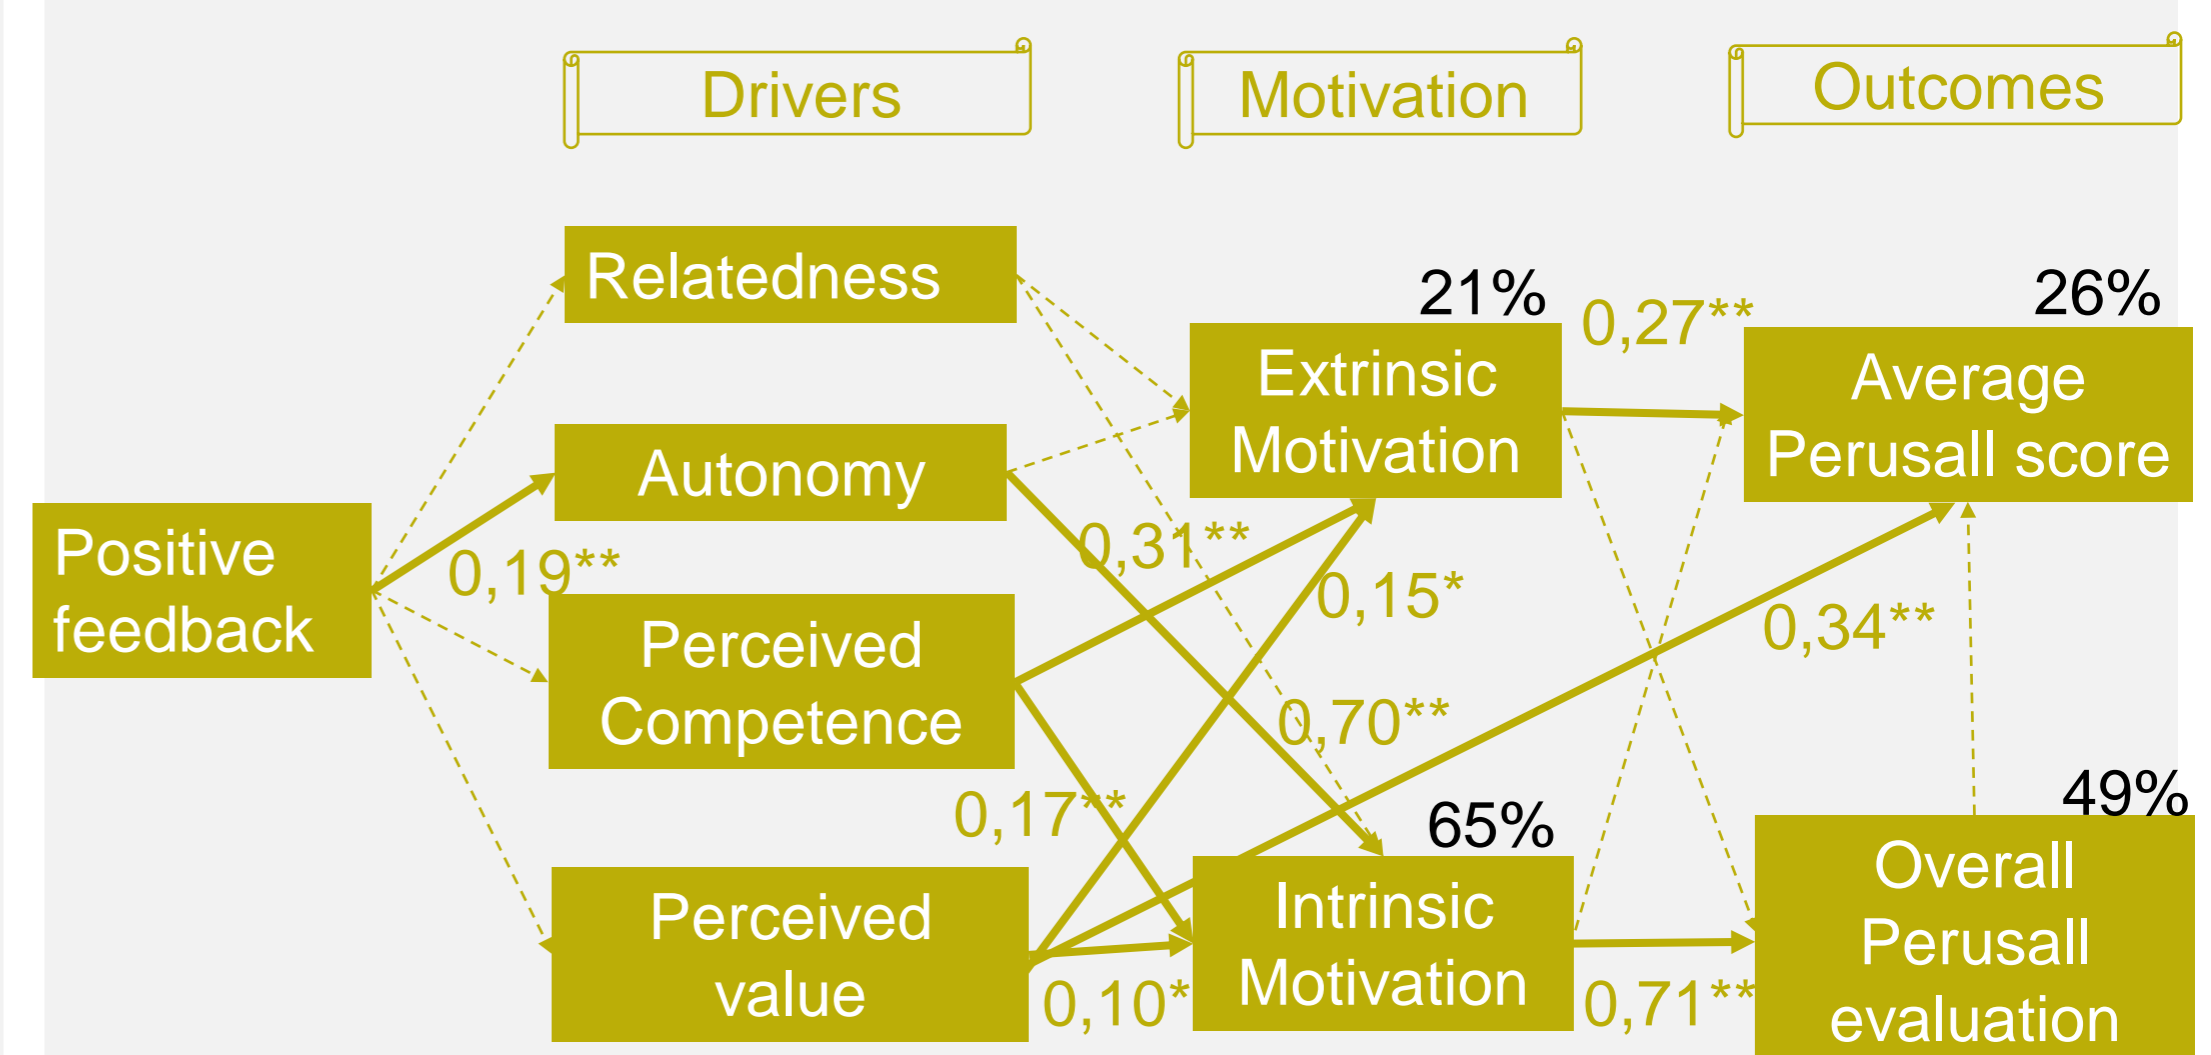 Drivers
Motivation
Outcomes
Relatedness
21%
0,27**
26%
Extrinsic
Motivation
Average
Perusall score
Autonomy
Positive
feedback
0,19**
0,31**
0,15*
0,34**
Perceived
Competence
0,70**
0,17**
65%
49%
Perceived
value
0,10*
Intrinsic
Motivation
0,71**
Overall
Perusall
evaluation